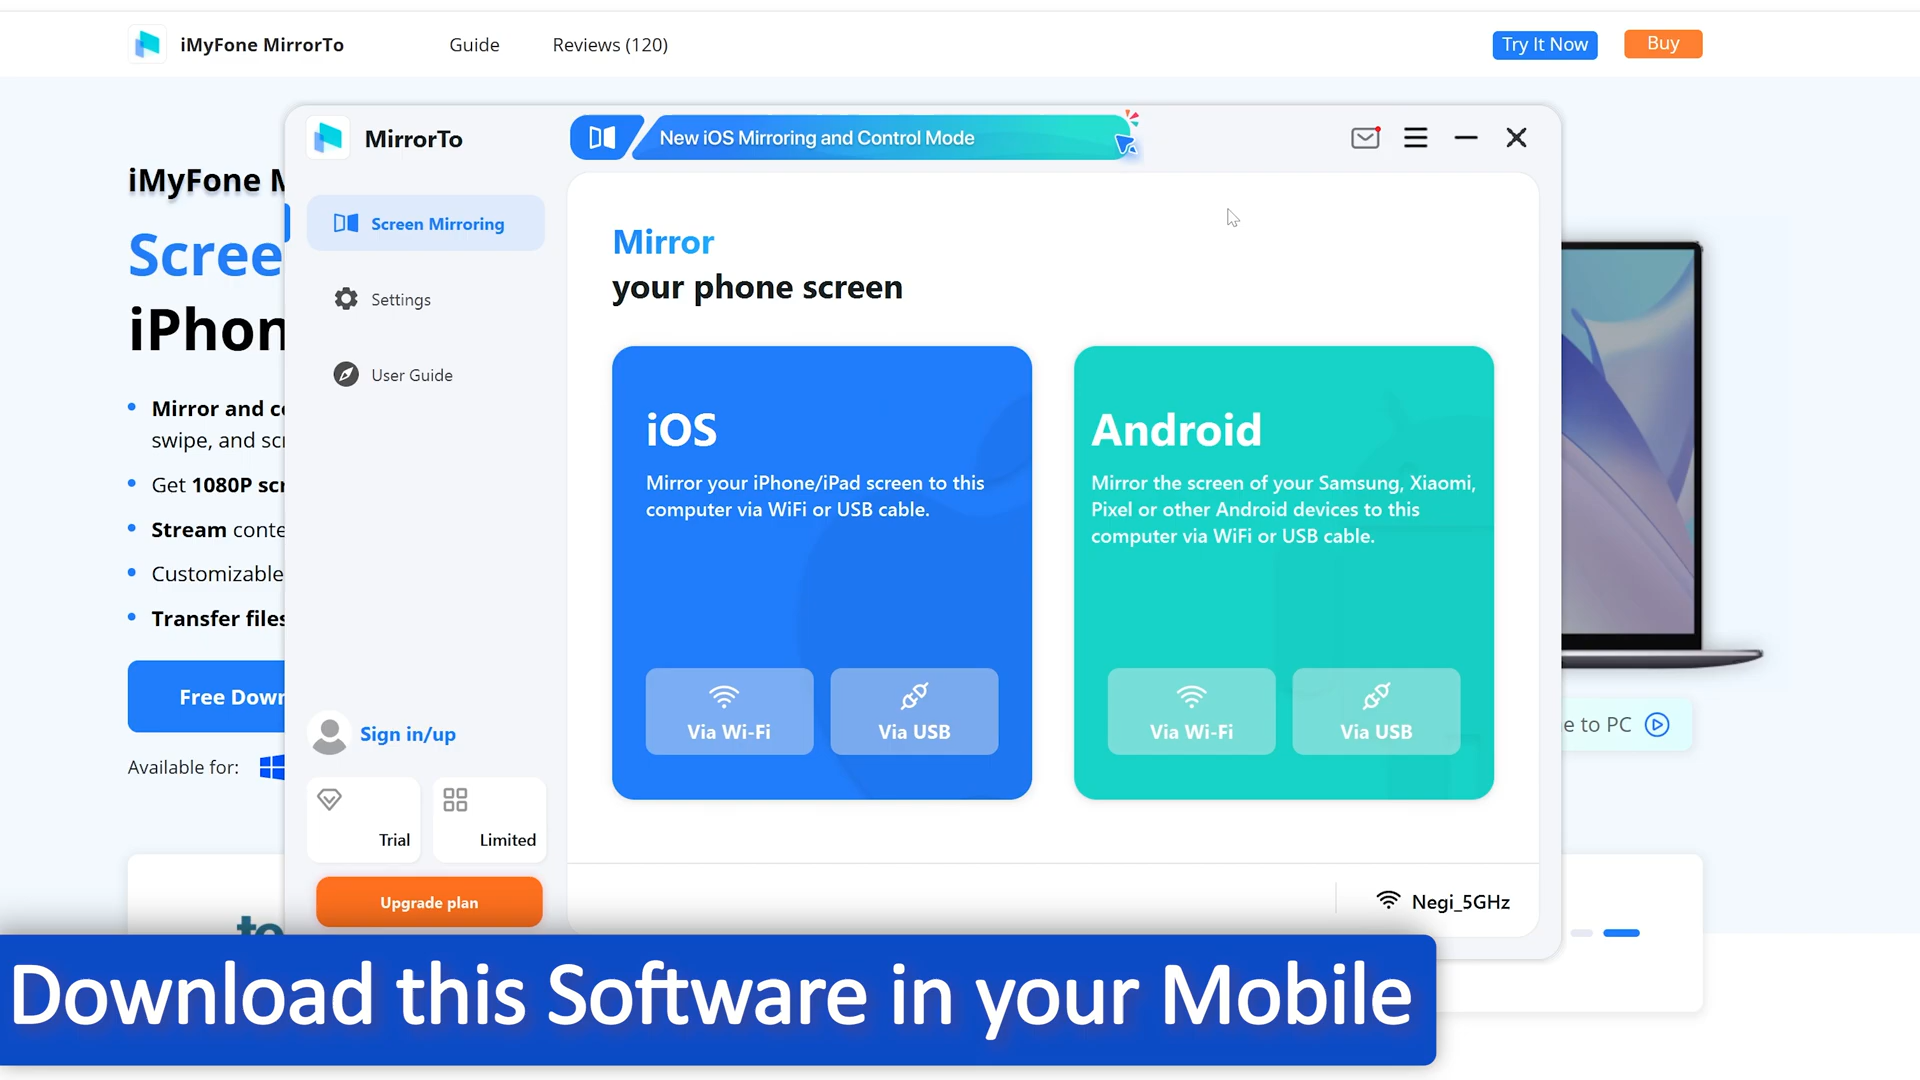 iMyFone MirrorTo
Guide
Reviews (120)
Try It Now
Buy
MirrorTo
New iOS Mirroring and Control Mode
iMyFone
Scree
iPhon
Mirror and c
swipe, and scr
Get 1080P scr
Stream conte
Customizable
Transfer files
Free Down
Available for:
Screen Mirroring
Settings
User Guide
Sign in/up
Trial
Limited
Upgrade plan
Mirror
your phone screen
iOS
Mirror your iPhone/iPad screen to this
computer via WiFi or USB cable.
Via Wi-Fi
Via USB
Android
Mirror the screen of your Samsung, Xiaomi,
Pixel or other Android devices to this
computer via WiFi or USB cable.
Via Wi-Fi
Via USB
Negi_5GHz
e to PC
to
Download this Software in your Mobile